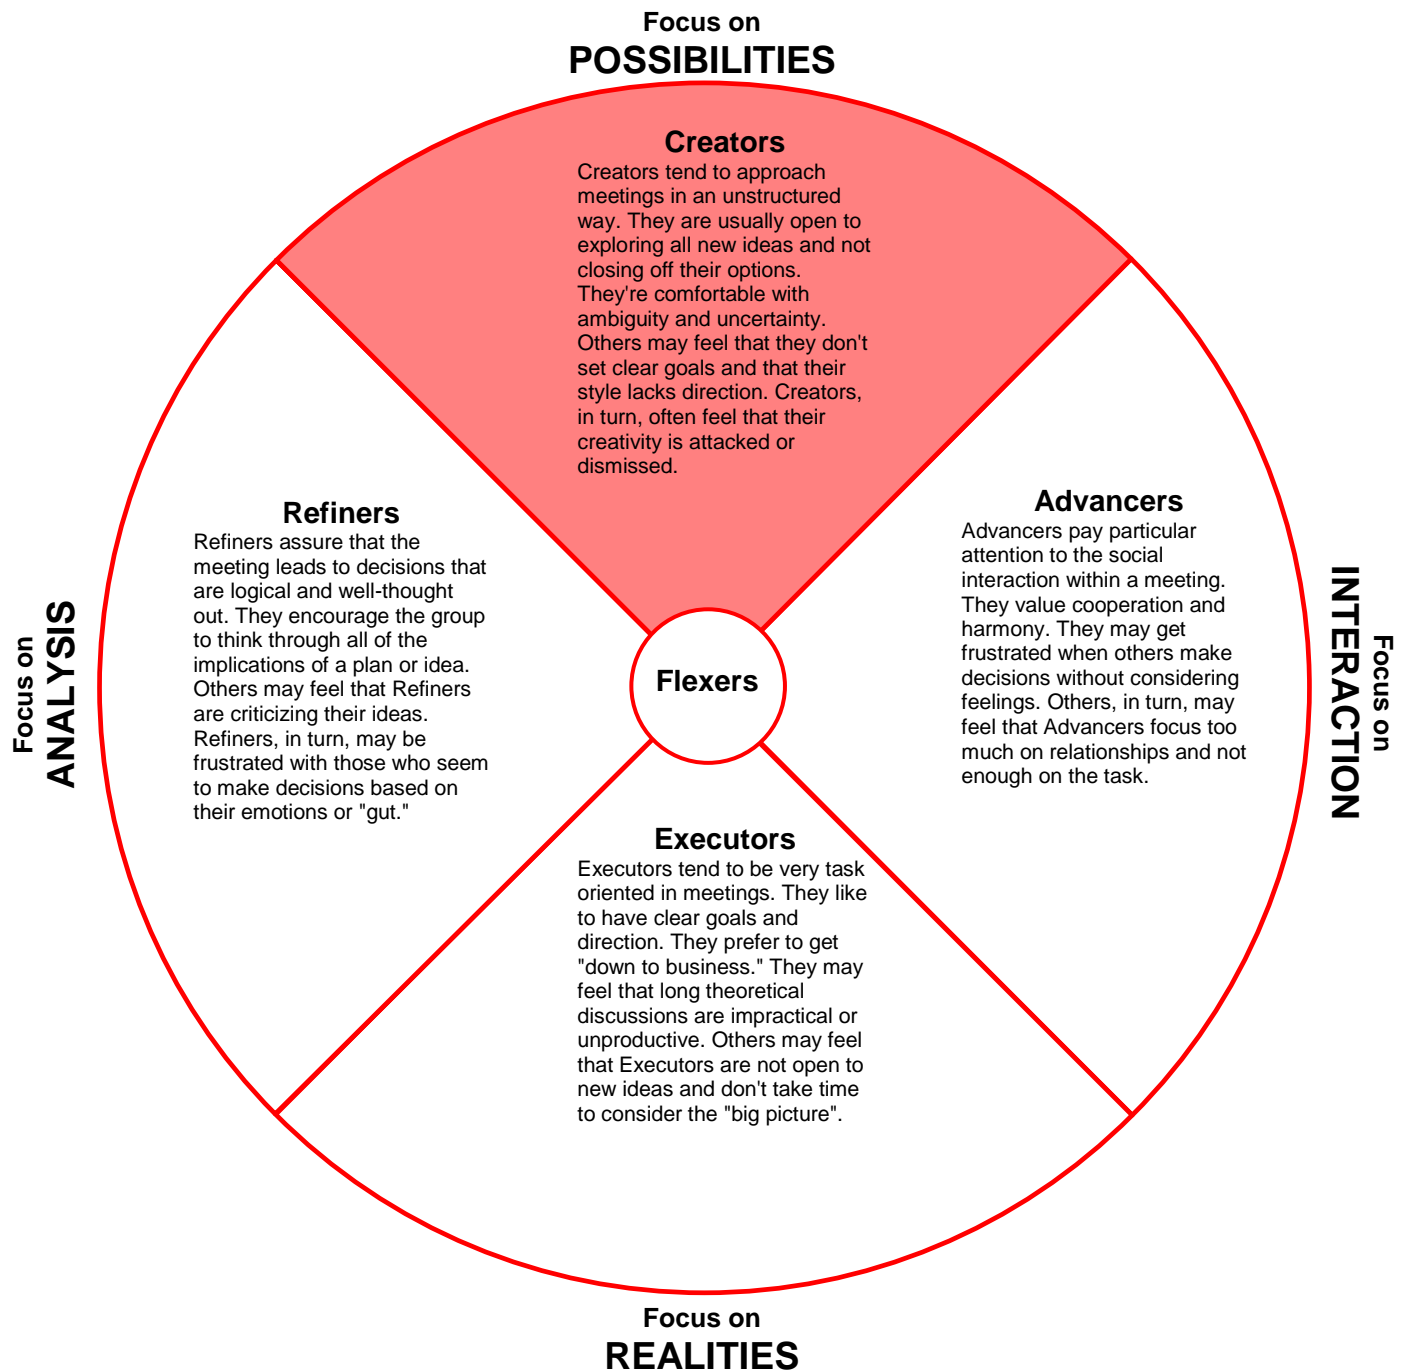 Focus on
POSSIBILITIES
Creators
Creators tend to approach
meetings in an unstructured
way. They are usually open to
exploring all new ideas and not
closing off their options.
They're comfortable with
ambiguity and uncertainty.
Others may feel that they don't
set clear goals and that their
style lacks direction. Creators,
in turn, often feel that their
creativity is attacked or
dismissed.
Focus on
ANALYSIS
Refiners
Refiners assure that the
meeting leads to decisions that
are logical and well-thought
out. They encourage the group
to think through all of the
implications of a plan or idea.
Others may feel that Refiners
are criticizing their ideas.
Refiners, in turn, may be
frustrated with those who seem
to make decisions based on
their emotions or "gut."
Flexers
Advancers
Advancers pay particular
attention to the social
interaction within a meeting.
They value cooperation and
harmony. They may get
frustrated when others make
decisions without considering
feelings. Others, in turn, may
feel that Advancers focus too
much on relationships and not
enough on the task.
Focus on
INTERACTION
Executors
Executors tend to be very task
oriented in meetings. They like
to have clear goals and
direction. They prefer to get
"down to business." They may
feel that long theoretical
discussions are impractical or
unproductive. Others may feel
that Executors are not open to
new ideas and don't take time
to consider the "big picture".
Focus on
REALITIES